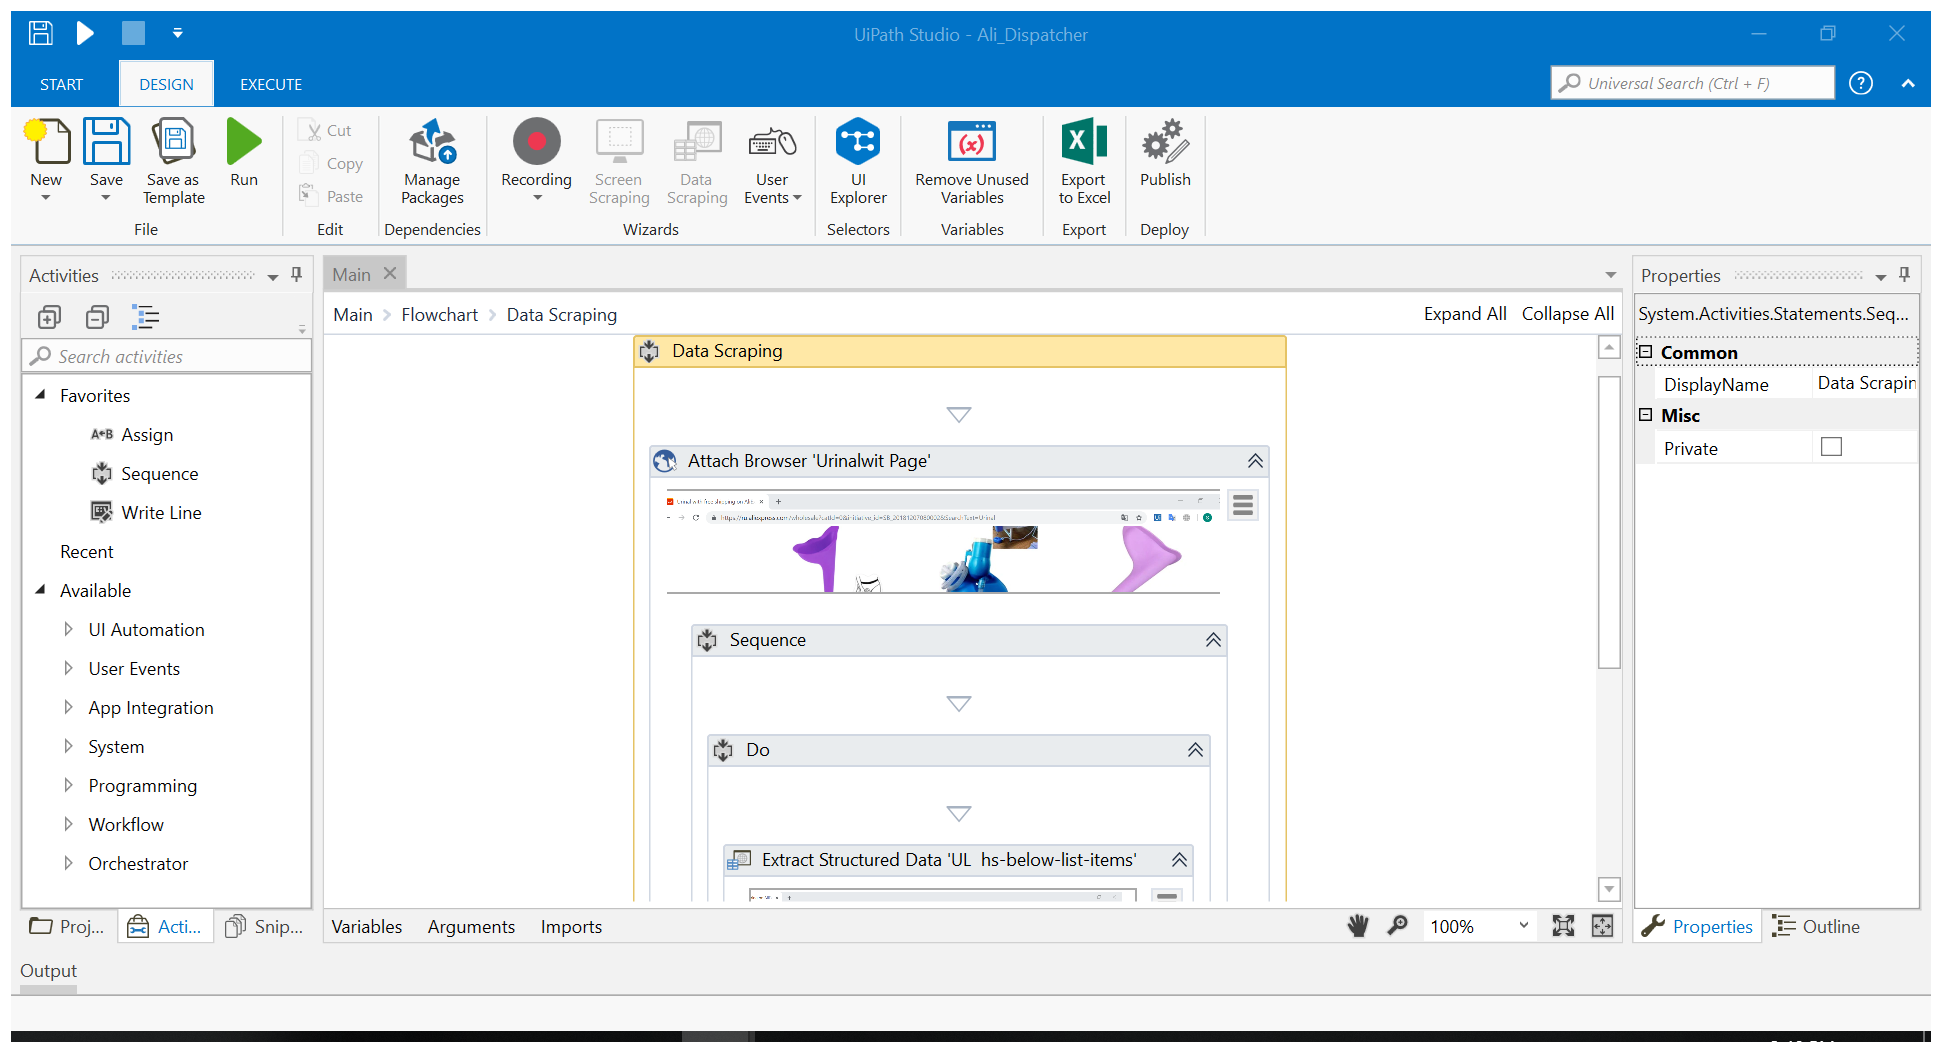 UiPath Studio - Ali_Dispatcher
START DESIGN EXECUTE
Universal Search (Ctrl + F)
New
Save
Save as
Template
Run
File
Cut
Copy
Paste
Edit
Manage
Packages
Dependencies
Recording
Screen
Scraping
Data
Scraping
User
Events
Wizards
UI
Explorer
Selectors
Remove Unused
Variables
Variables
Export
to Excel
Export
Publish
Deploy
Activities
Search activities
Favorites
Assign
Sequence
Write Line
Recent
Available
UI Automation
User Events
App Integration
System
Programming
Workflow
Orchestrator
Proj...
Acti...
Snip...
Main
Main > Flowchart > Data Scraping
Expand All Collapse All
Data Scraping
Attach Browser 'Urinalwit Page'
Sequence
Do
Extract Structured Data 'UL hs-below-list-items'
Variables Arguments Imports
100%
Properties
System.Activities.Statements.Seq...
Common
DisplayName Data Scrapin
Misc
Private
Properties
Outline
Output